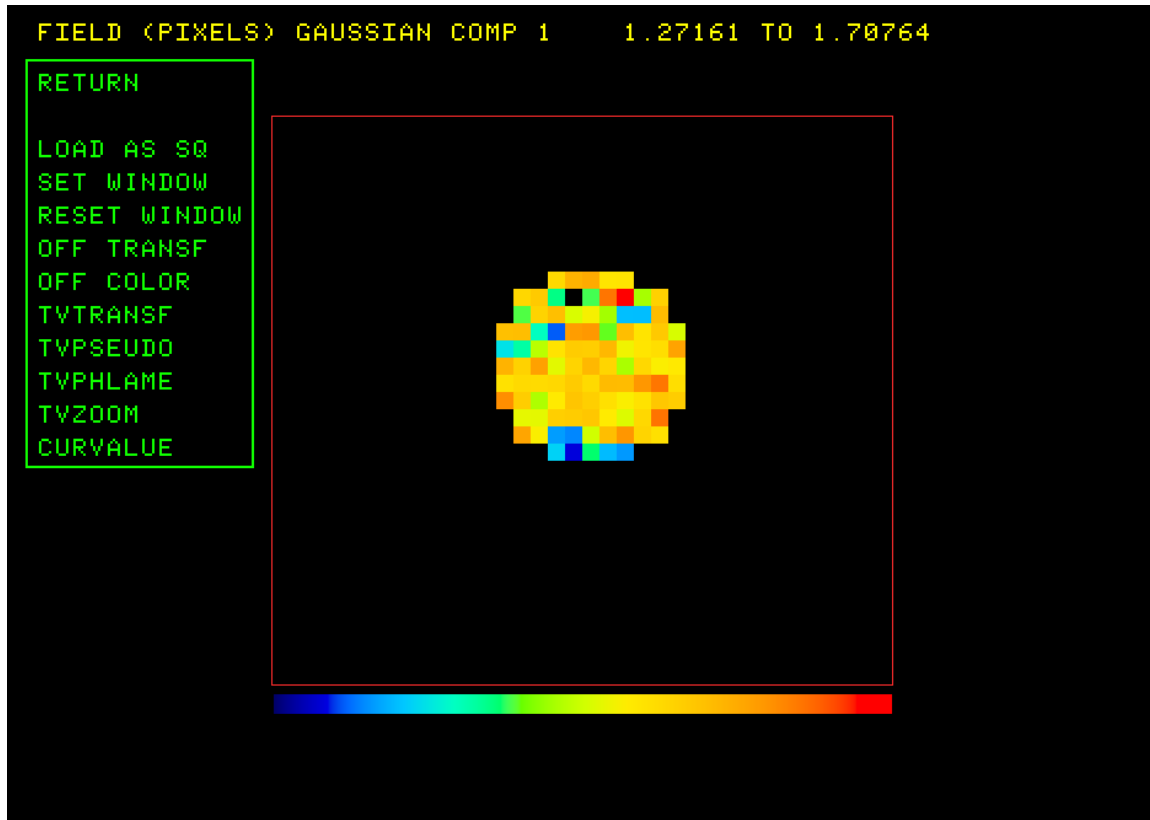 FIELD (PIXELS) GAUSSIAN COMP 1 1.27161 TO 1.70764
RETURN
LOAD AS SQ
SET WINDOW
RESET WINDOW
OFF TRANSF
OFF COLOR
TVTRANSF
TVPSEUDO
TVPHLAME
TVZOOM
CURVALUE